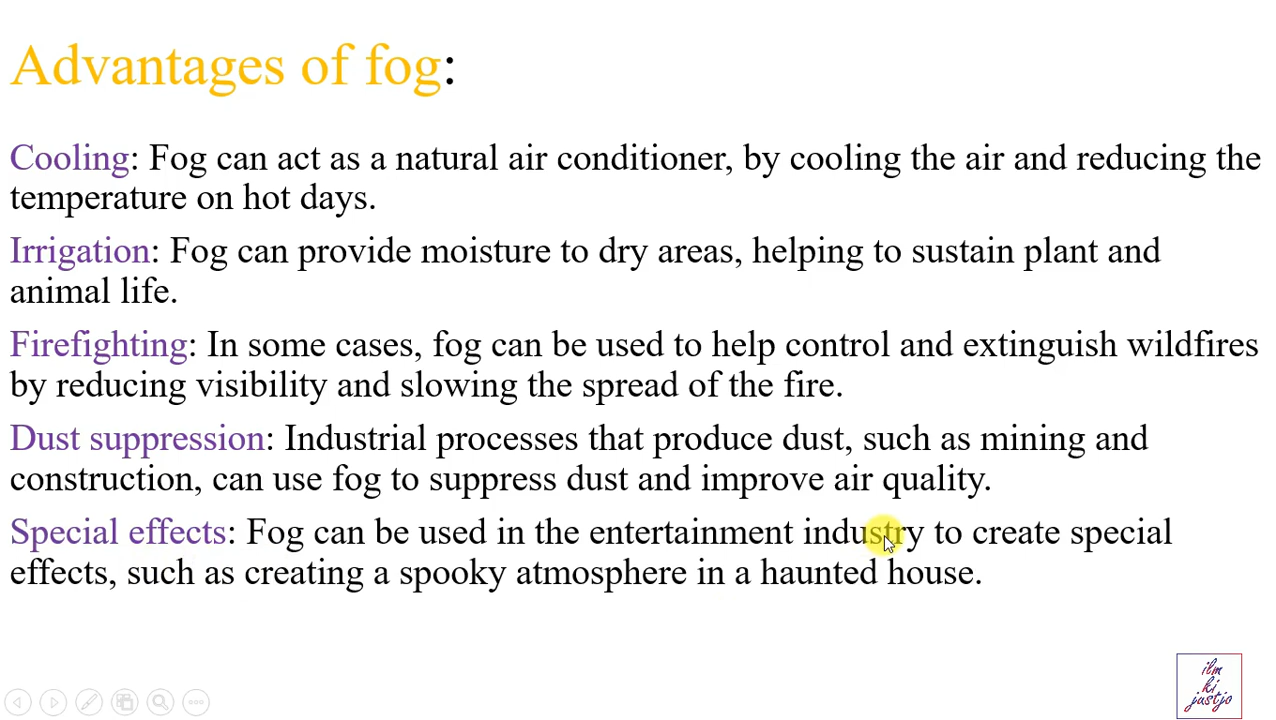 Advantages of fog:
Cooling: Fog can act as a natural air conditioner, by cooling the air and reducing the
temperature on hot days.
Irrigation: Fog can provide moisture to dry areas, helping to sustain plant and
animal life.
Firefighting: In some cases, fog can be used to help control and extinguish wildfires
by reducing visibility and slowing the spread of the fire.
Dust suppression: Industrial processes that produce dust, such as mining and
construction, can use fog to suppress dust and improve air quality.
Special effects: Fog can be used in the entertainment industry to create special
effects, such as creating a spooky atmosphere in a haunted house.
ilm
ki
justjo